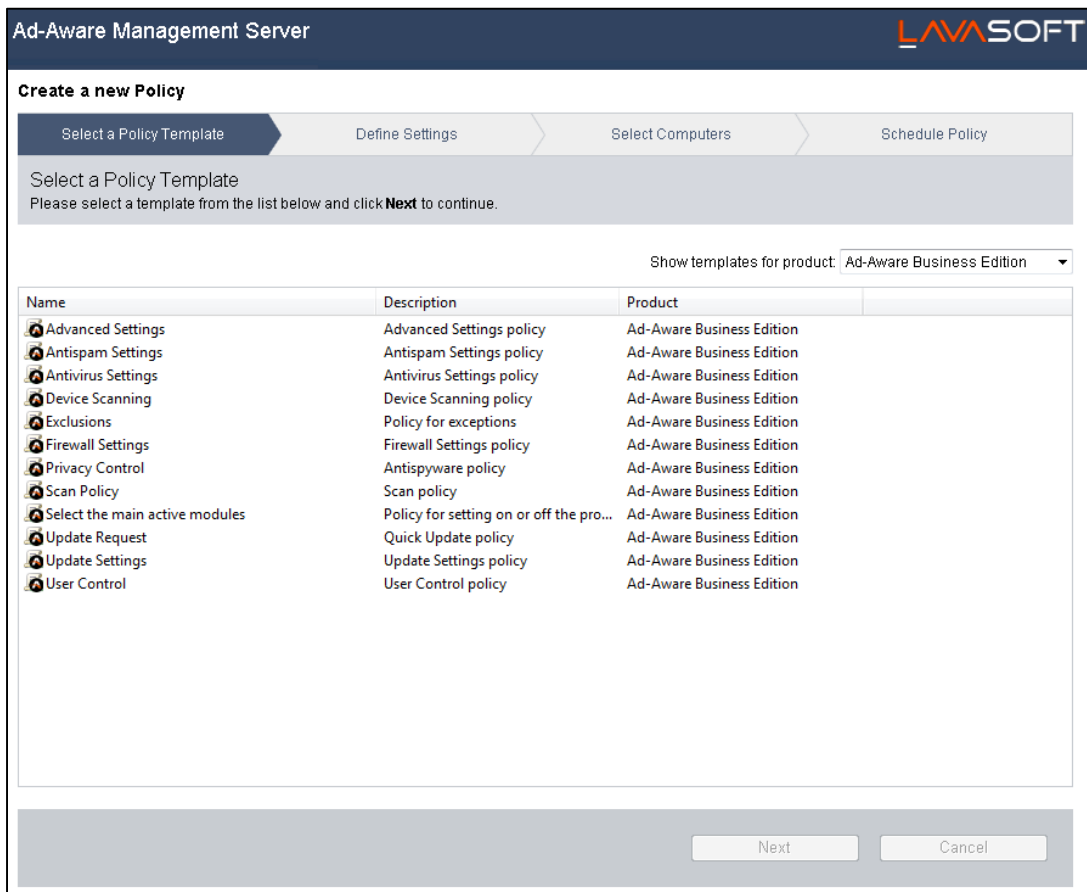 Ad-Aware Management Server
LAVASOFT
Create a new Policy
Select a Policy Template
Define Settings
Select Computers
Schedule Policy
Select a Policy Template
Please select a template from the list below and click Next to continue.
Show templates for product: Ad-Aware Business Edition
Name Description Product
Advanced Settings Advanced Settings policy Ad-Aware Business Edition
Antispam Settings Antispam Settings policy Ad-Aware Business Edition
Antivirus Settings Antivirus Settings policy Ad-Aware Business Edition
Device Scanning Device Scanning policy Ad-Aware Business Edition
Exclusions Policy for exceptions Ad-Aware Business Edition
Firewall Settings Firewall Settings policy Ad-Aware Business Edition
Privacy Control Antispyware policy Ad-Aware Business Edition
Scan Policy Scan policy Ad-Aware Business Edition
Select the main active modules Policy for setting on or off the pro... Ad-Aware Business Edition
Update Request Quick Update policy Ad-Aware Business Edition
Update Settings Update Settings policy Ad-Aware Business Edition
User Control User Control policy Ad-Aware Business Edition
Next
Cancel